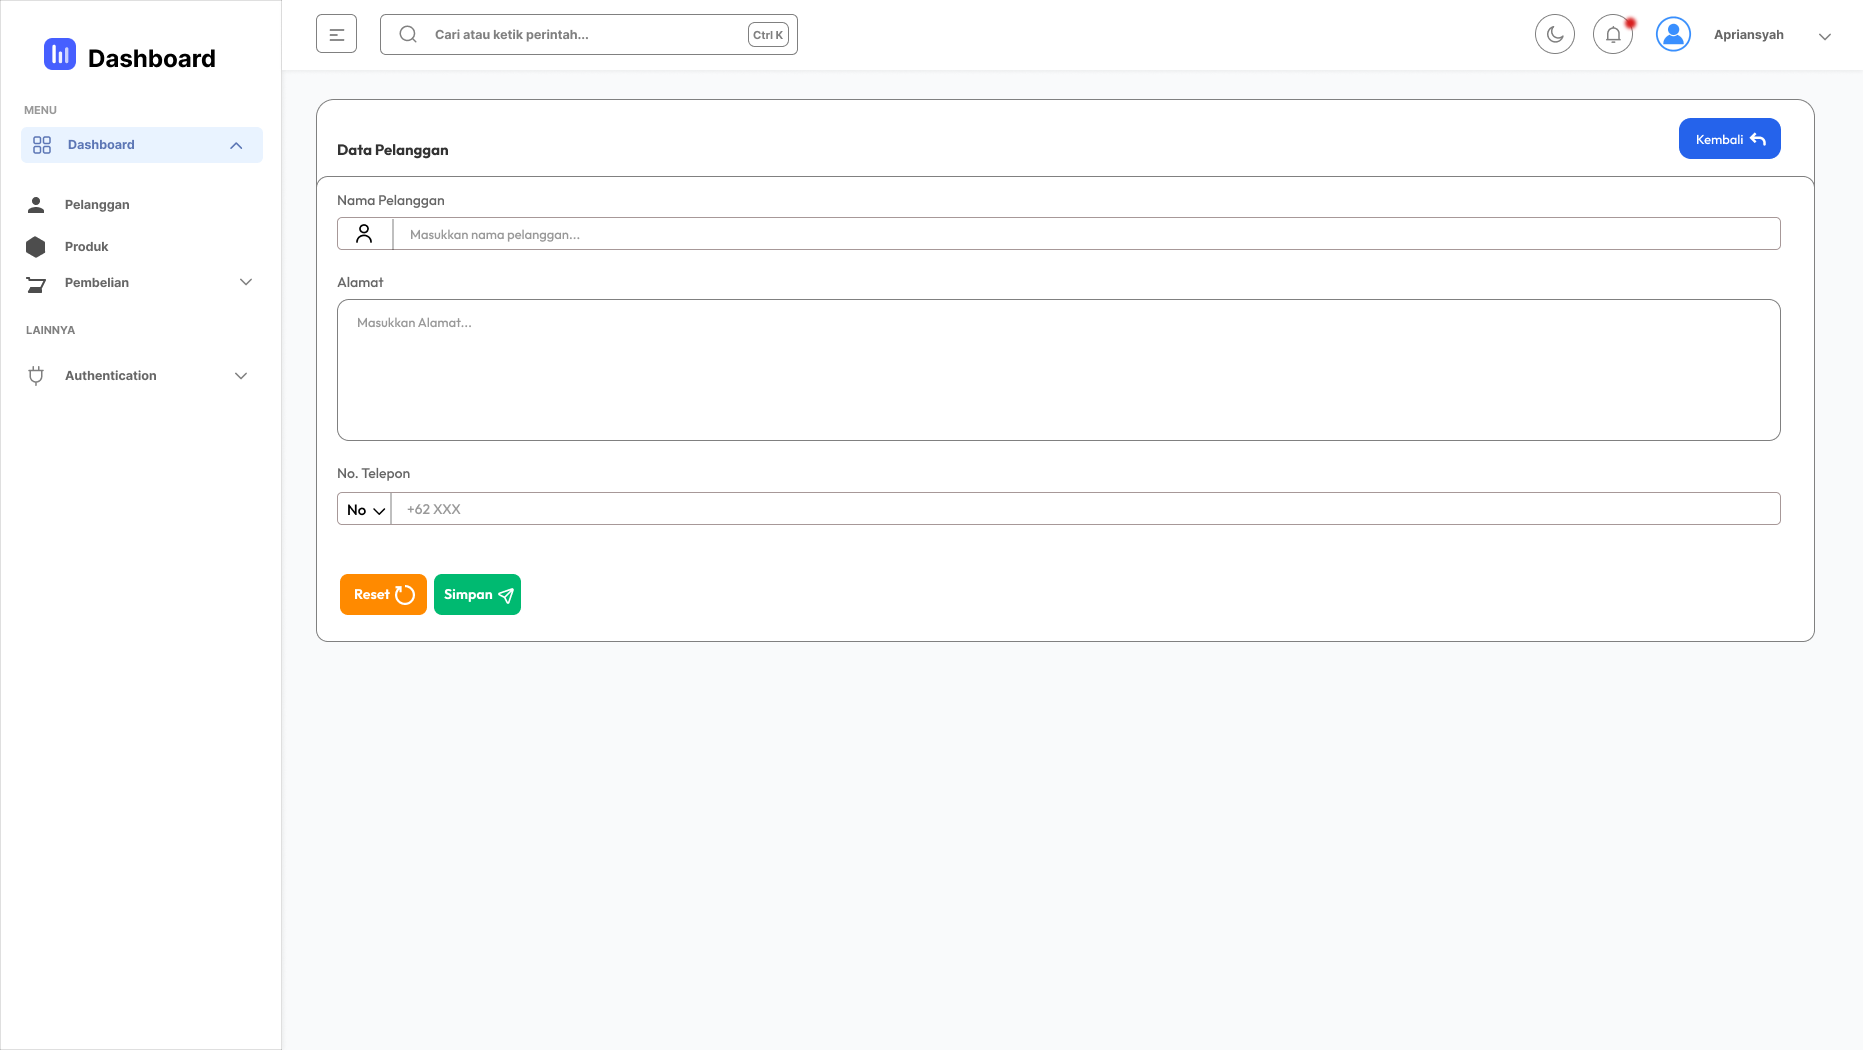 Dashboard
MENU
Dashboard
Pelanggan
Produk
Pembelian
LAINNYA
Authentication
Cari atau ketik perintah...
Ctrl K
Apriansyah
Data Pelanggan
Kembali
Nama Pelanggan
Masukkan nama pelanggan...
Alamat
Masukkan Alamat...
No. Telepon
No
+62 XXX
Reset
Simpan